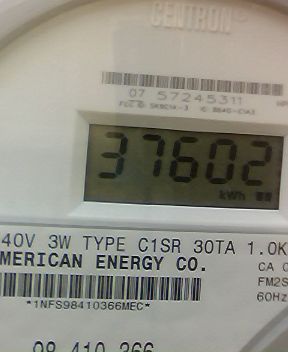 CENTRON
07 57245311
37602
kWh
40V 3W TYPE C1SR 30TA 1.0K
MERICAN ENERGY CO.
CA 0
FM2S
60Hz
*1NFS98410366MEC*
98 410 366